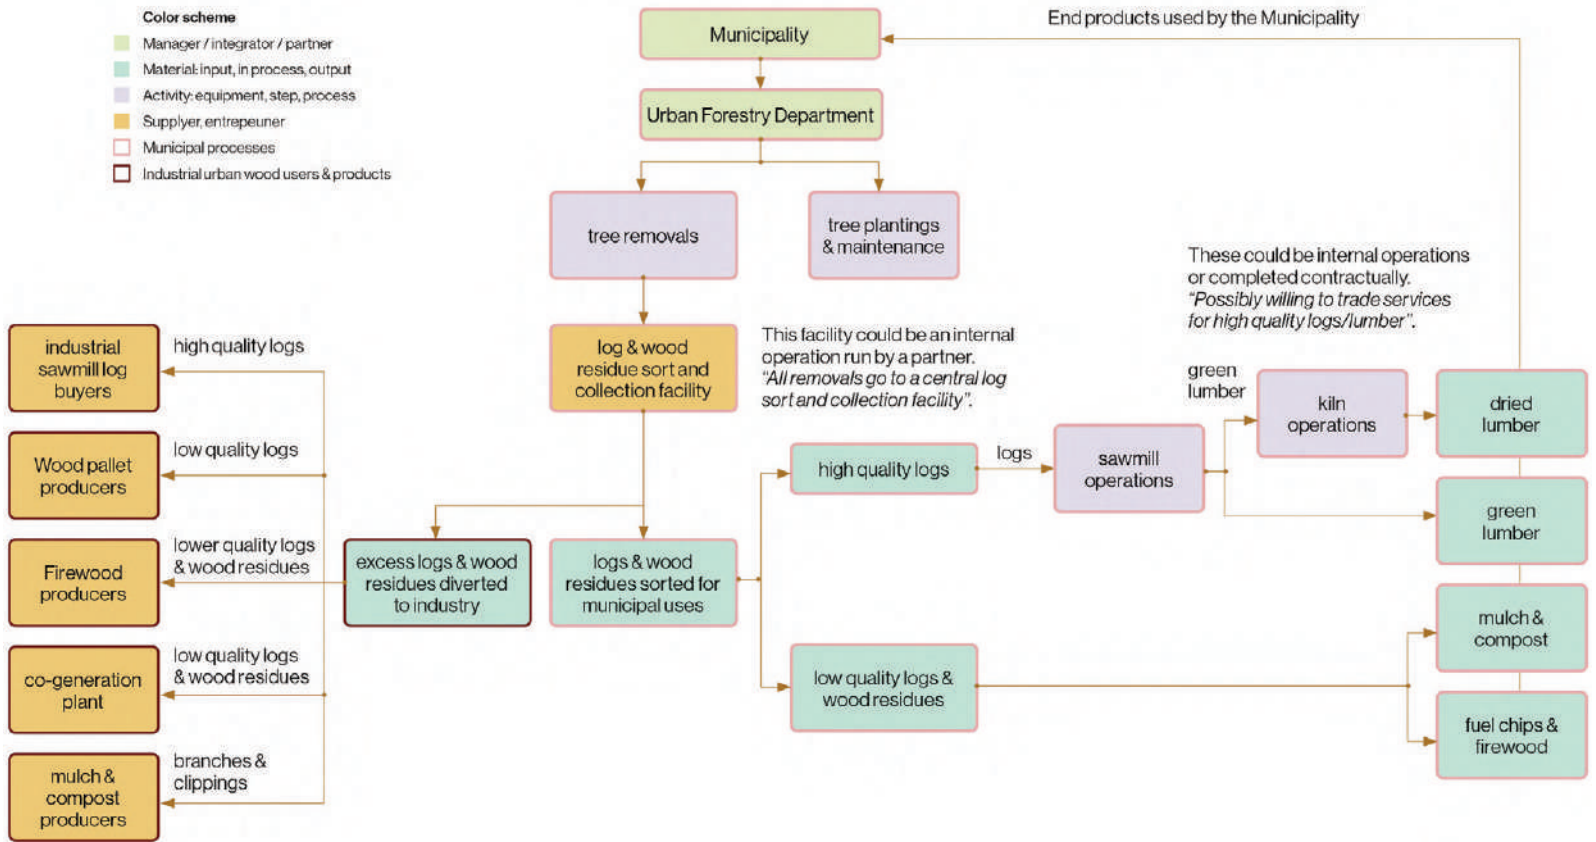 Color scheme
Manager / integrator / partner
Material: input, in process, output
Activity: equipment, step, process
Supplyer, entrepeuner
Municipal processes
Industrial urban wood users & products
Municipality
End products used by the Municipality
Urban Forestry Department
tree removals
tree plantings
& maintenance
These could be internal operations
or completed contractually.
“Possibly willing to trade services
for high quality logs/lumber”.
log & wood
residue sort and
collection facility
This facility could be an internal
operation run by a partner.
“All removals go to a central log
sort and collection facility”.
industrial
sawmill log
buyers
high quality logs
Wood pallet
producers
low quality logs
Firewood
producers
lower quality logs
& wood residues
co-generation
plant
low quality logs
& wood residues
mulch &
compost
producers
branches &
clippings
excess logs & wood
residues diverted
to industry
logs & wood
residues sorted for
municipal uses
high quality logs
logs
sawmill
operations
green
lumber
kiln
operations
dried
lumber
green
lumber
low quality logs &
wood residues
mulch &
compost
fuel chips &
firewood